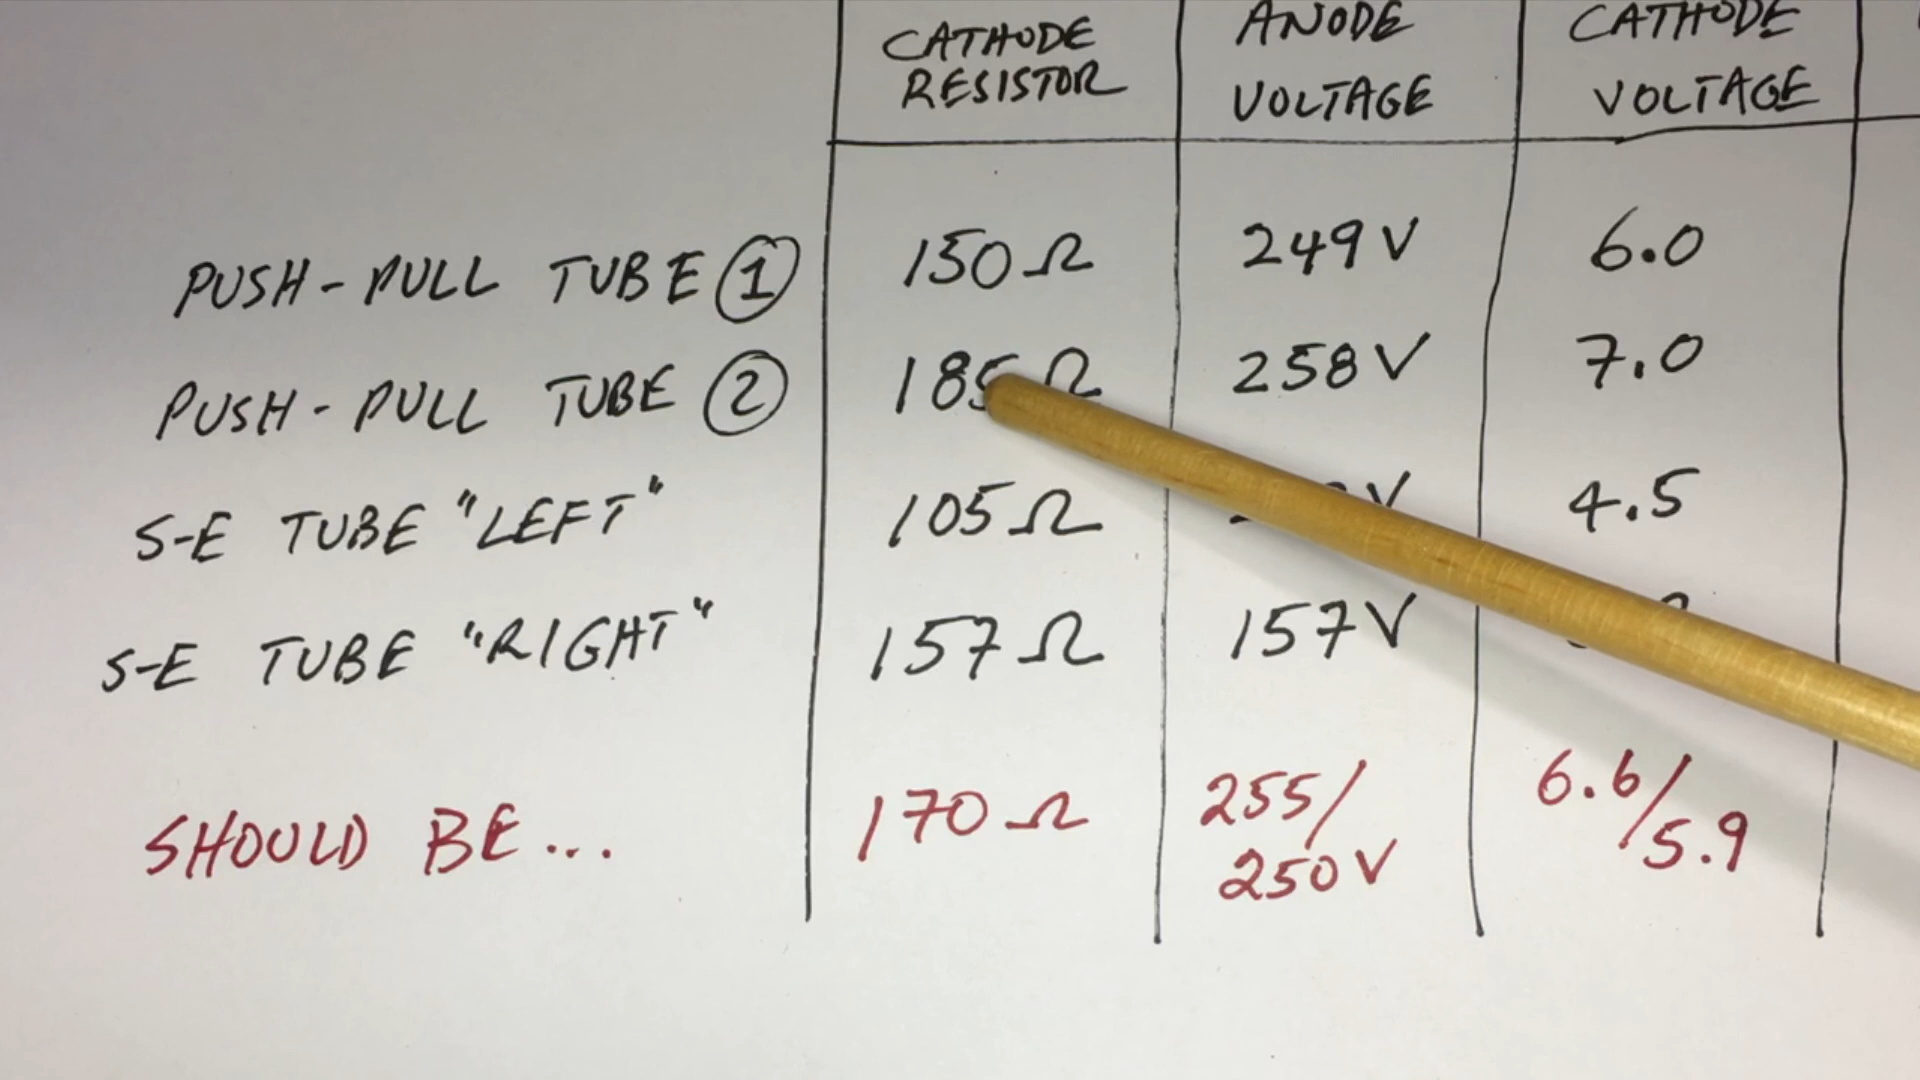 CATHODE RESISTOR ANODE VOLTAGE CATHODE VOLTAGE
PUSH-PULL TUBE ① 150Ω 249V 6.0
PUSH-PULL TUBE ② 185Ω 258V 7.0
S-E TUBE "LEFT" 105Ω V 4.5
S-E TUBE "RIGHT" 157Ω 157V
SHOULD BE... 170Ω 255/250V 6.6/5.9